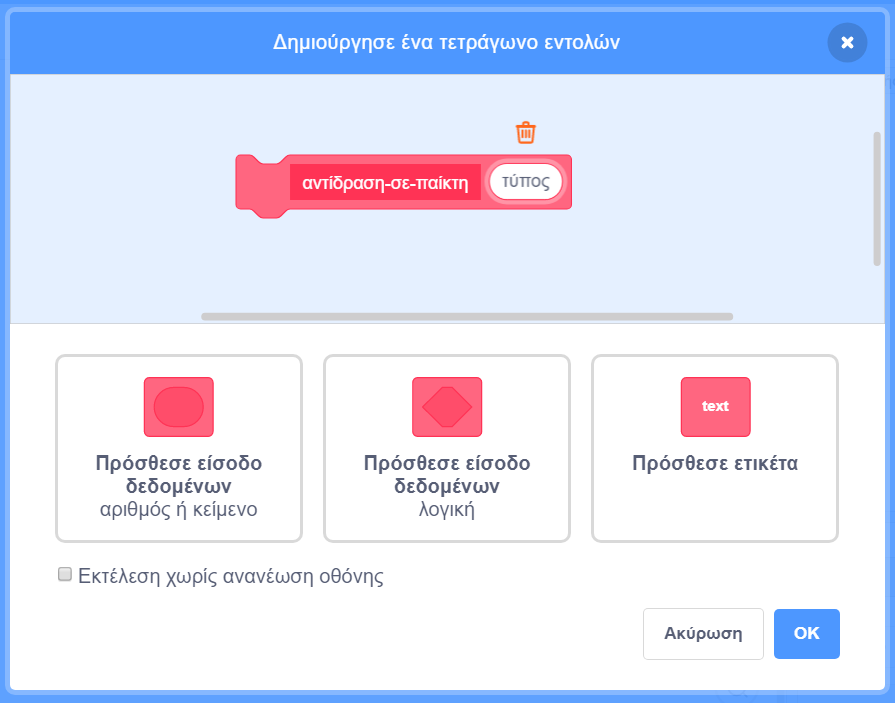 Δημιούργησε ένα τετράγωνο εντολών
αντίδραση-σε-παίκτη τύπος
Πρόσθεσε είσοδο
δεδομένων
αριθμός ή κείμενο
Πρόσθεσε είσοδο
δεδομένων
λογική
text
Πρόσθεσε ετικέτα
Εκτέλεση χωρίς ανανέωση οθόνης
Ακύρωση
OK